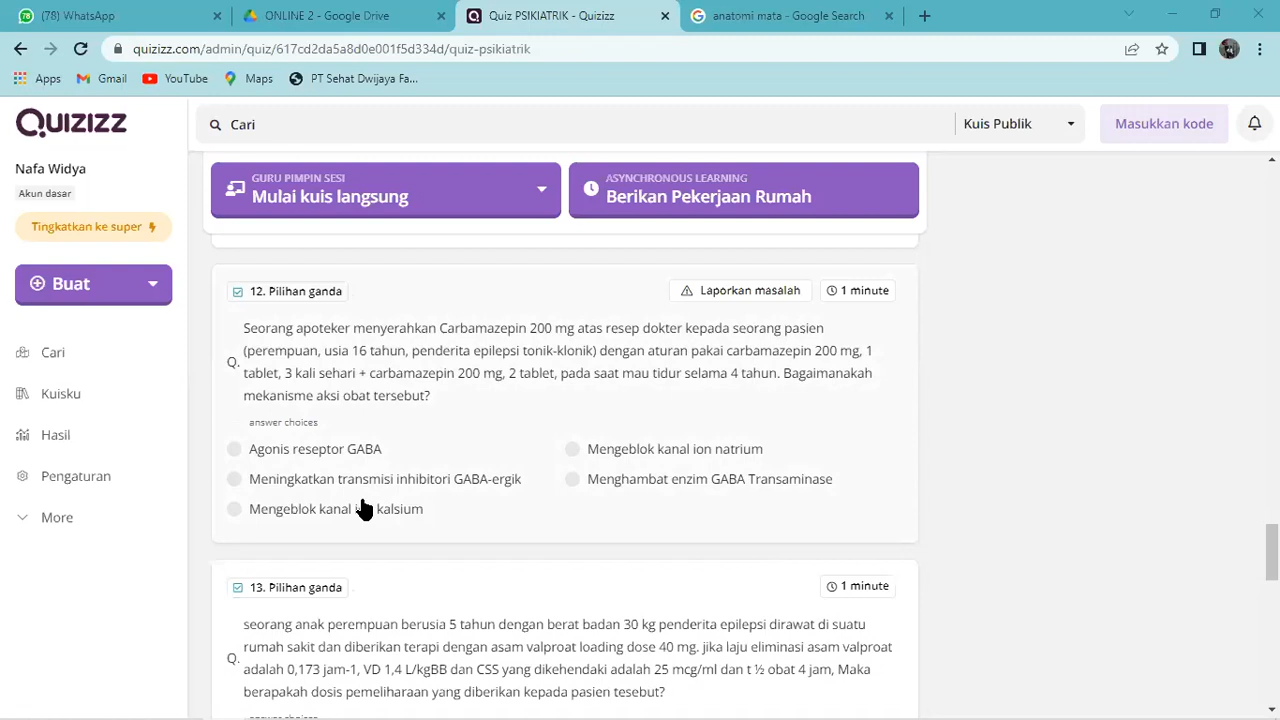 (78) WhatsApp
ONLINE 2 - Google Drive
Quiz PSIKIATRIK - Quizizz
anatomi mata - Google Search
quizizz.com/admin/quiz/617cd2da5a8d0e001f5d334d/quiz-psikiatrik
Apps
Gmail
YouTube
Maps
PT Sehat Dwijaya Fa...
QUIZIZZ
Cari
Kuis Publik
Masukkan kode
Nafa Widya
Akun dasar
Tingkatkan ke super
Buat
Cari
Kuisku
Hasil
Pengaturan
More
GURU PIMPIN SESI
Mulai kuis langsung
ASYNCHRONOUS LEARNING
Berikan Pekerjaan Rumah
12. Pilihan ganda
Laporkan masalah
1 minute
Q.
Seorang apoteker menyerahkan Carbamazepin 200 mg atas resep dokter kepada seorang pasien
(perempuan, usia 16 tahun, penderita epilepsi tonik-klonik) dengan aturan pakai carbamazepin 200 mg, 1
tablet, 3 kali sehari + carbamazepin 200 mg, 2 tablet, pada saat mau tidur selama 4 tahun. Bagaimanakah
mekanisme aksi obat tersebut?
answer choices
Agonis reseptor GABA
Mengeblok kanal ion natrium
Meningkatkan transmisi inhibitori GABA-ergik
Menghambat enzim GABA Transaminase
Mengeblok kanal kalsium
13. Pilihan ganda
1 minute
Q.
seorang anak perempuan berusia 5 tahun dengan berat badan 30 kg penderita epilepsi dirawat di suatu
rumah sakit dan diberikan terapi dengan asam valproat loading dose 40 mg. jika laju eliminasi asam valproat
adalah 0,173 jam-1, VD 1,4 L/kgBB dan CSS yang dikehendaki adalah 25 mcg/ml dan t ½ obat 4 jam, Maka
berapakah dosis pemeliharaan yang diberikan kepada pasien tesebut?